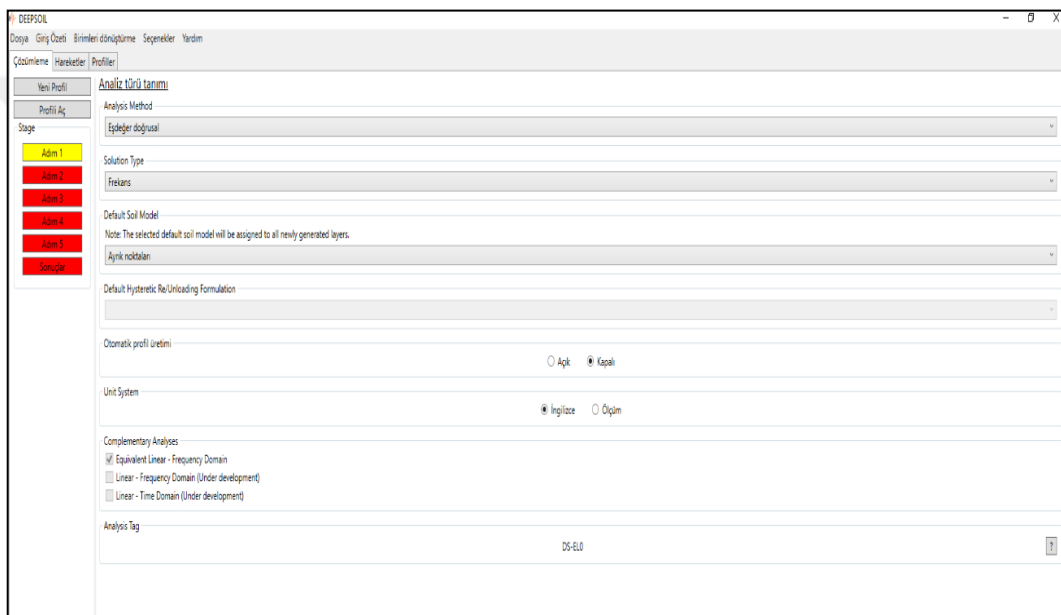 DEEPSOIL
Dosya Giriş Özeti Birimleri dönüştürme Seçenekler Yardım
Çözümleme Hareketler Profiller
Yeni Profil
Profili Aç
Stage
Adım 1
Adım 2
Adım 3
Adım 4
Adım 5
Sonuçlar
Analiz türü tanımı
Analysis Method
Eşdeğer doğrusal
Solution Type
Frekans
Default Soil Model
Note: The selected default soil model will be assigned to all newly generated layers.
Ayrık noktaları
Default Hysteretic Re/Unloading Formulation
Otomatik profil üretimi
Açık Kapalı
Unit System
İngilizce Ölçüm
Complementary Analyses
Equivalent Linear - Frequency Domain
Linear - Frequency Domain (Under development)
Linear - Time Domain (Under development)
Analysis Tag
DS-EL0 ?